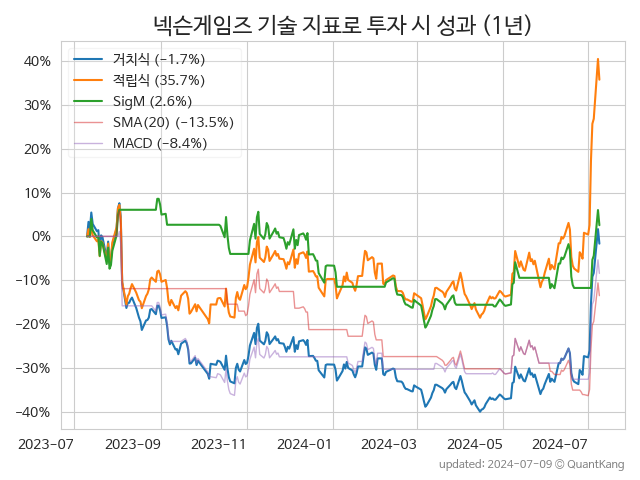 넥슨게임즈 기술 지표로 투자 시 성과 (1년)
거치식 (−1.7%)
적립식 (35.7%)
SigM (2.6%)
SMA(20) (−13.5%)
MACD (−8.4%)
40%
30%
20%
10%
0%
−10%
−20%
−30%
−40%
2023-07 2023-09 2023-11 2024-01 2024-03 2024-05 2024-07
updated: 2024-07-09 © QuantKang